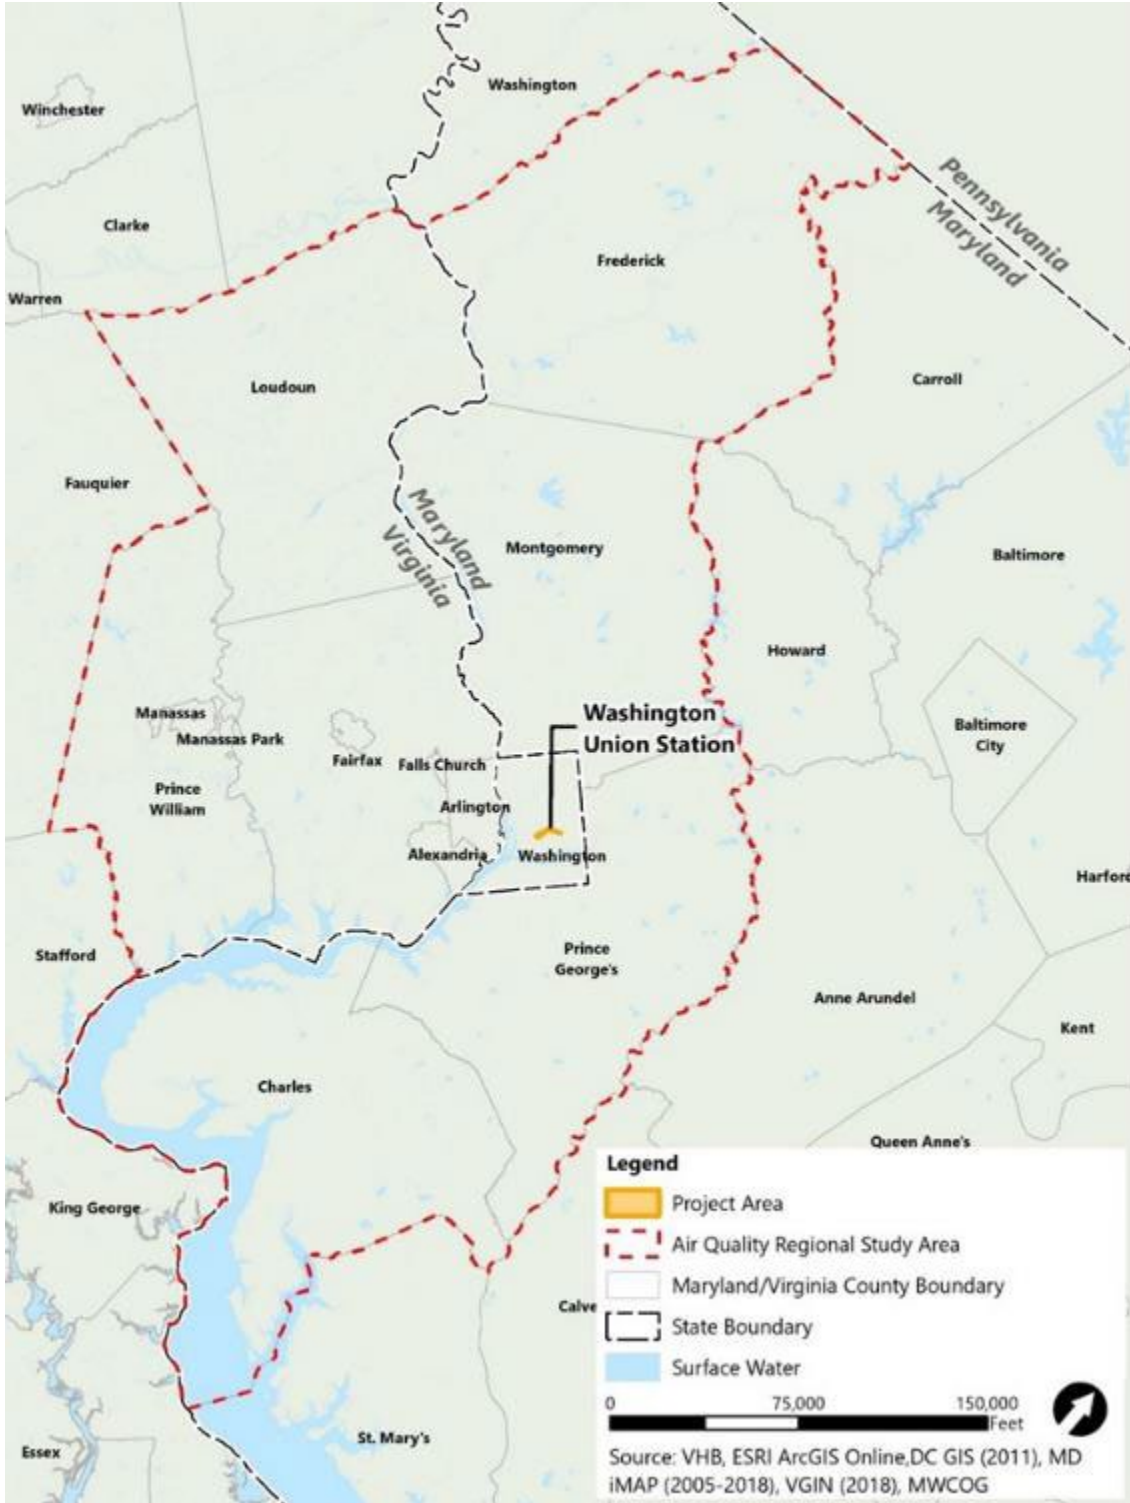 Washington
Winchester
Pennsylvania
Maryland
Clarke
Frederick
Warren
Loudoun
Carroll
Fauquier
Maryland
Virginia
Montgomery
Baltimore
Howard
Manassas
Manassas Park
Washington
Union Station
Baltimore
City
Fairfax
Falls Church
Prince
William
Arlington
Alexandria
Washington
Harford
Stafford
Prince
George's
Anne Arundel
Kent
Charles
Queen Anne's
King George
Calve
St. Mary's
Essex
Legend
Project Area
Air Quality Regional Study Area
Maryland/Virginia County Boundary
State Boundary
Surface Water
0 75,000 150,000
Feet
Source: VHB, ESRI ArcGIS Online,DC GIS (2011), MD
iMAP (2005-2018), VGIN (2018), MWCOG